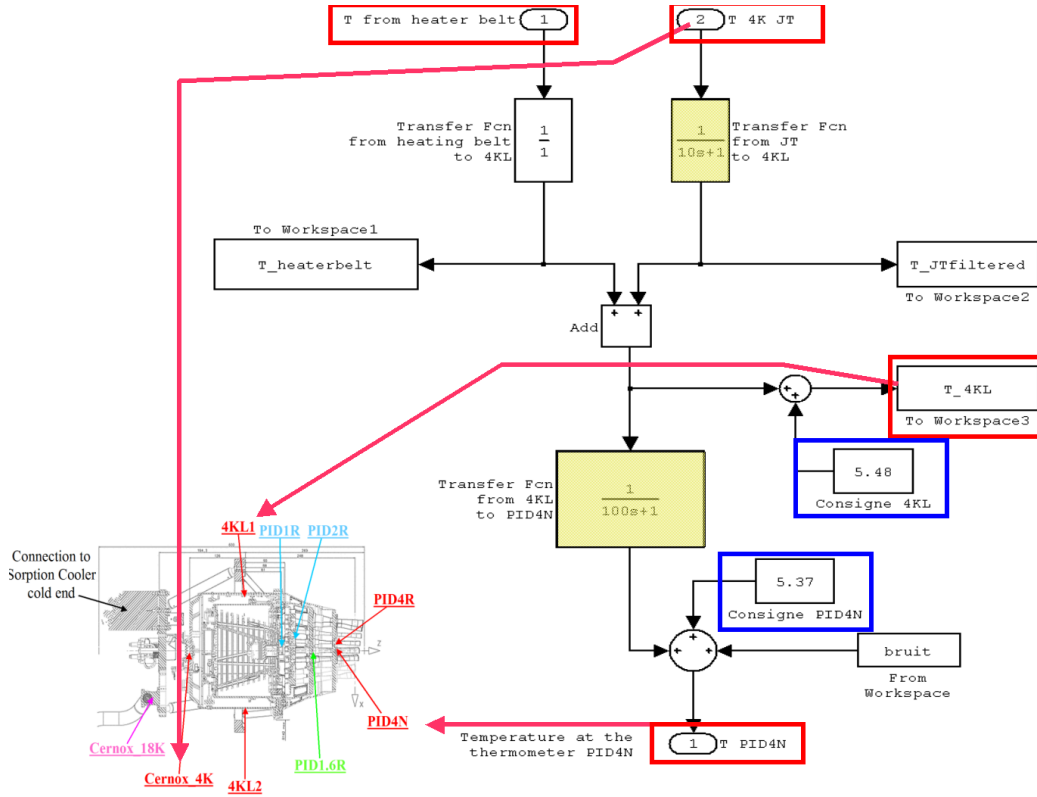 T from heater belt
1
2
T 4K JT
Transfer Fcn
from heating belt
to 4KL
1
1
1
10s+1
Transfer Fcn
from JT
to 4KL
To Workspace1
T_heaterbelt
T_JTfiltered
To Workspace2
+ +
Add
T_4KL
To Workspace3
+
+
5.48
Consigne 4KL
Transfer Fcn
from 4KL
to PID4N
1
100s+1
4KL1
PID1R
PID2R
Connection to
Sorption Cooler
cold end
PID4R
5.37
Consigne PID4N
+
+
+
bruit
From
Workspace
Z
X
PID4N
Cernox_18K
Temperature at the
thermometer PID4N
1
T PID4N
PID1.6R
Cernox_4K
4KL2